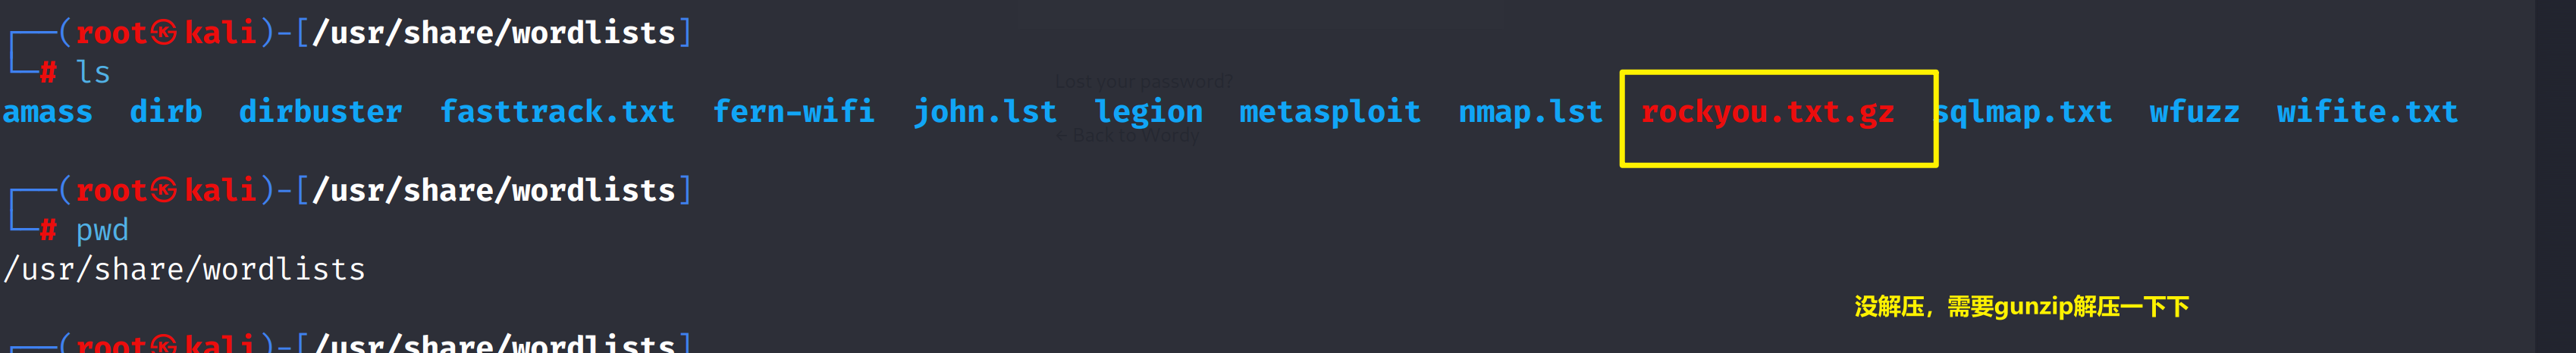 ┌──(root㉿kali)-[/usr/share/wordlists]
└─# ls
Lost your password?
amass dirb dirbuster fasttrack.txt fern-wifi john.lst legion metasploit nmap.lst rockyou.txt.gz sqlmap.txt wfuzz wifite.txt
← Back to Wordy
┌──(root㉿kali)-[/usr/share/wordlists]
└─# pwd
/usr/share/wordlists
没解压，需要gunzip解压一下下
┌──(root㉿kali)-[/usr/share/wordlists]